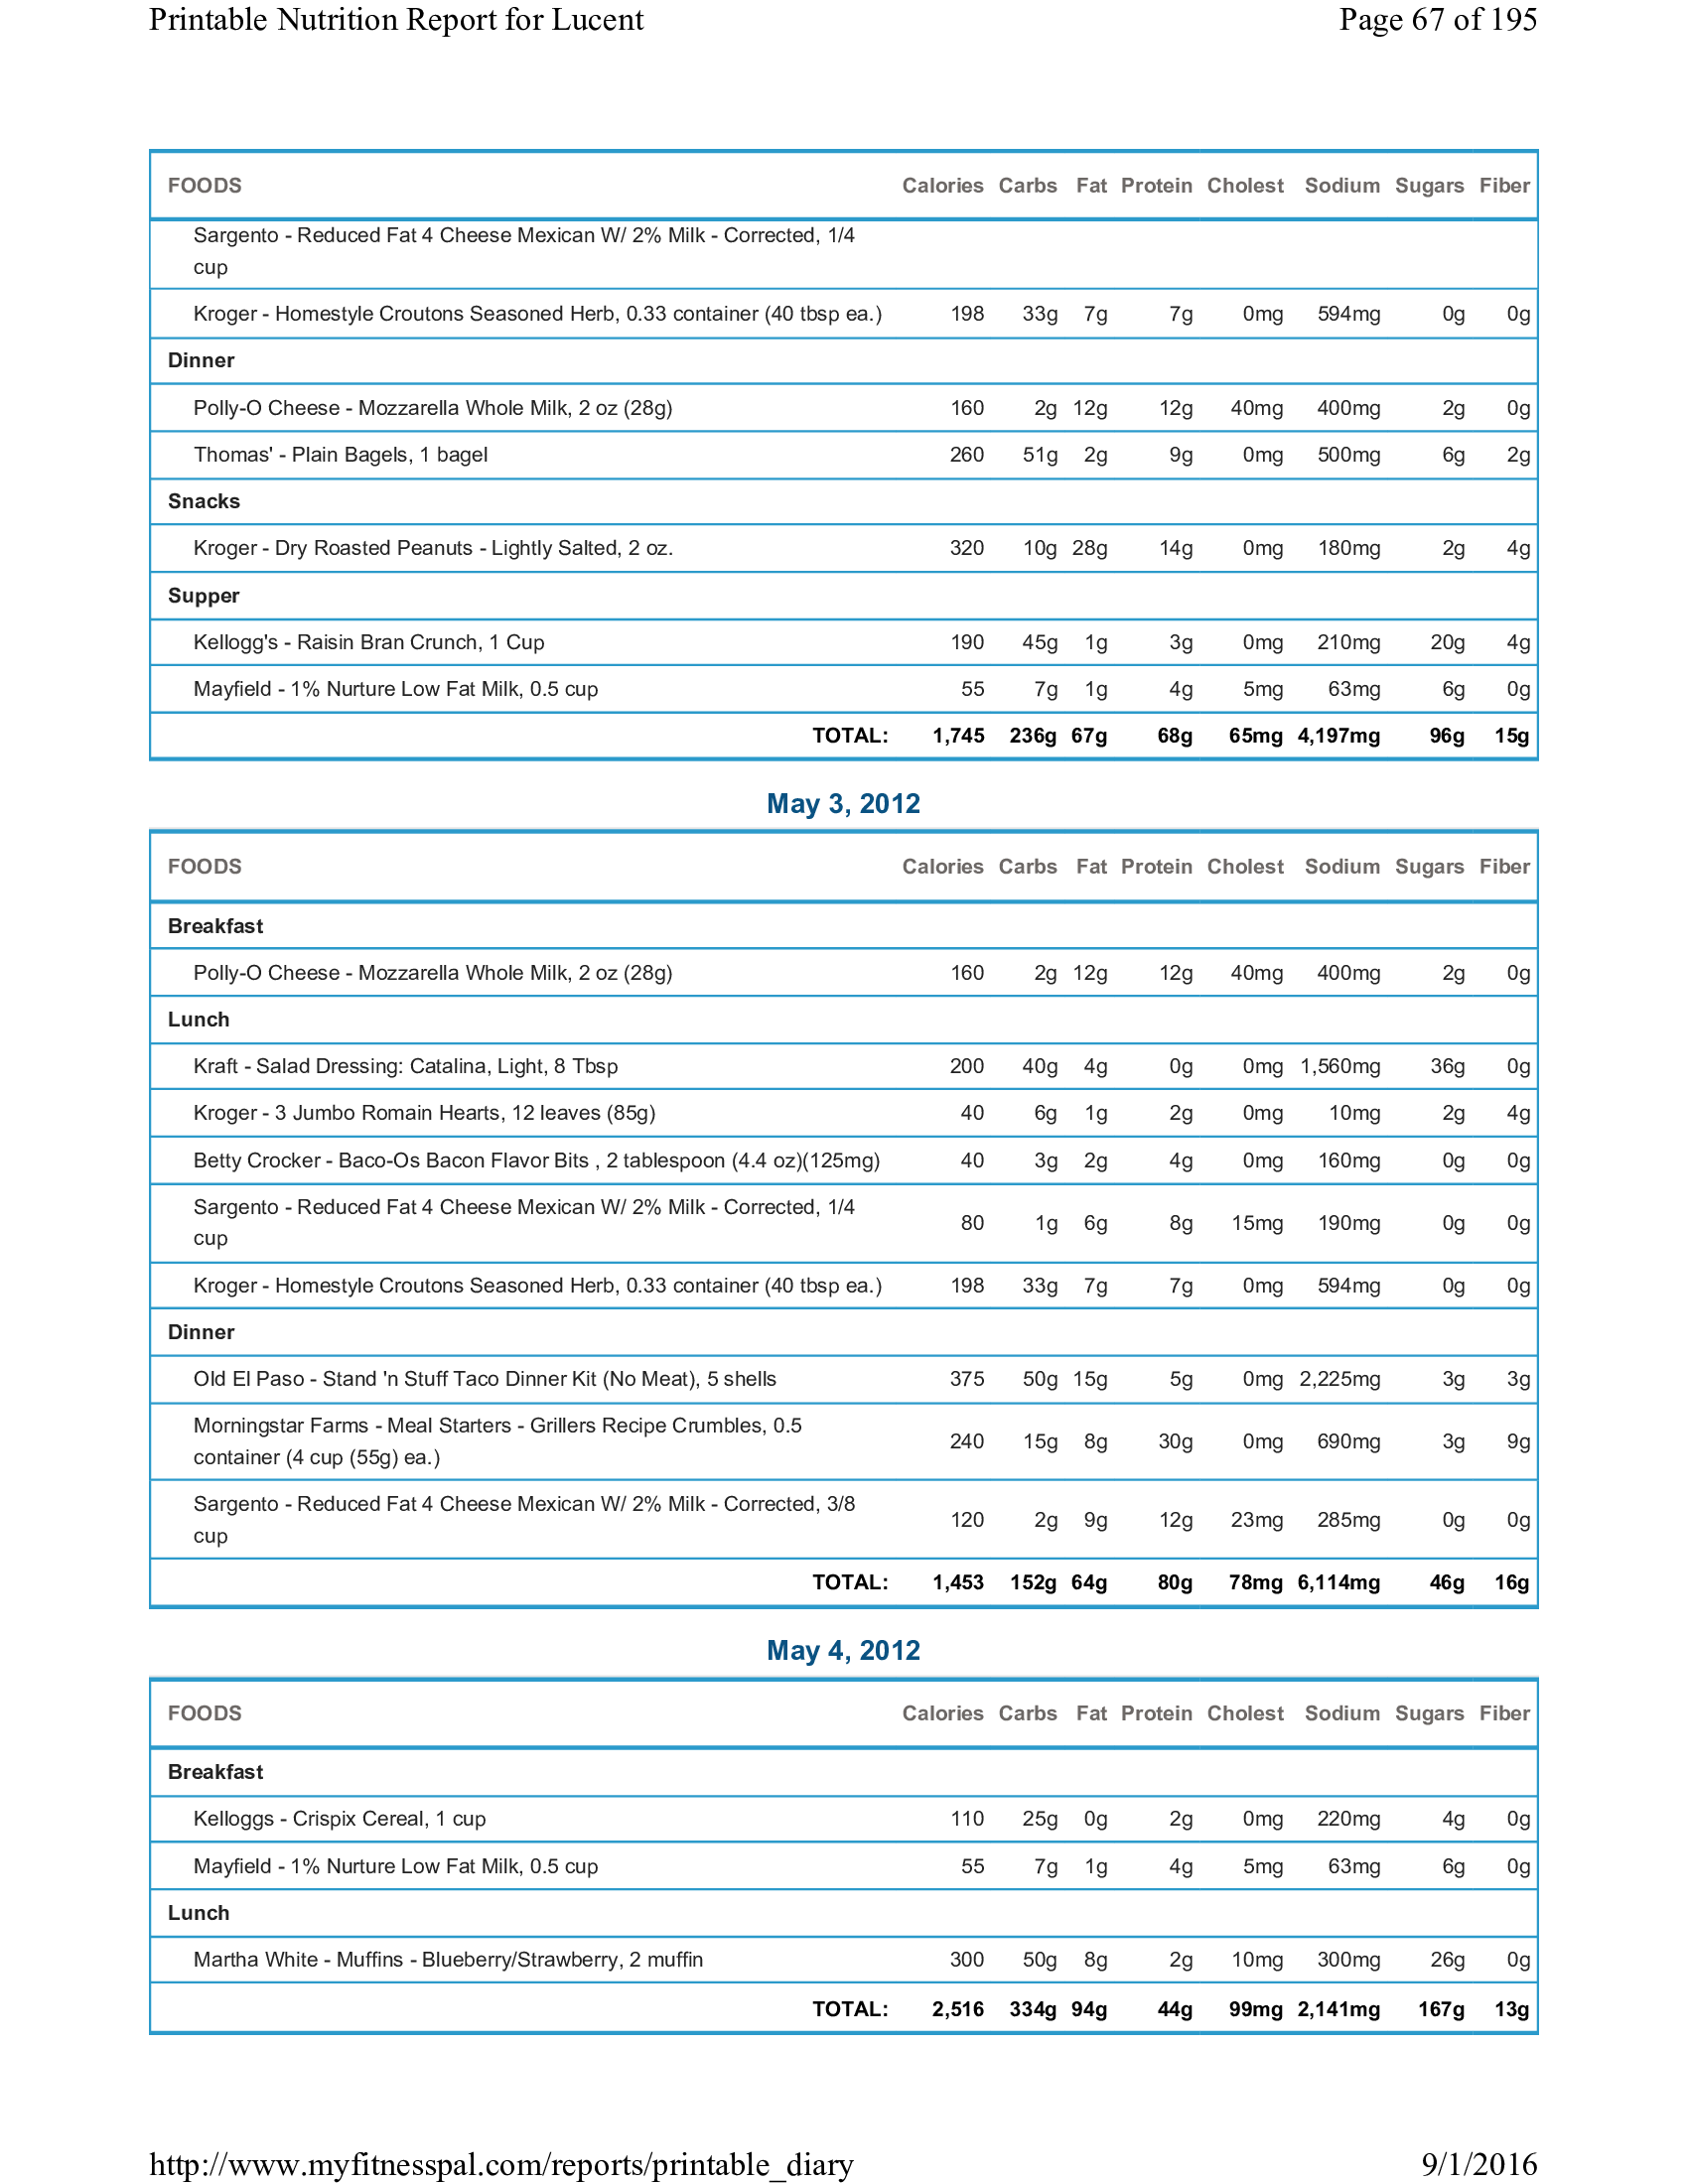 Printable Nutrition Report for Lucent Page 67 of 195
FOODS Calories Carbs Fat Protein Cholest Sodium Sugars Fiber
Sargento - Reduced Fat 4 Cheese Mexican W/ 2% Milk - Corrected, 1/4
cup
Kroger - Homestyle Croutons Seasoned Herb, 0.33 container (40 tbsp ea.) 198 33g 7g 7g 0mg 594mg 0g 0g
Dinner
Polly-O Cheese - Mozzarella Whole Milk, 2 oz (28g) 160 2g 12g 12g 40mg 400mg 2g 0g
Thomas' - Plain Bagels, 1 bagel 260 51g 2g 9g 0mg 500mg 6g 2g
Snacks
Kroger - Dry Roasted Peanuts - Lightly Salted, 2 oz. 320 10g 28g 14g 0mg 180mg 2g 4g
Supper
Kellogg's - Raisin Bran Crunch, 1 Cup 190 45g 1g 3g 0mg 210mg 20g 4g
Mayfield - 1% Nurture Low Fat Milk, 0.5 cup 55 7g 1g 4g 5mg 63mg 6g 0g
TOTAL: 1,745 236g 67g 68g 65mg 4,197mg 96g 15g
May 3, 2012
FOODS Calories Carbs Fat Protein Cholest Sodium Sugars Fiber
Breakfast
Polly-O Cheese - Mozzarella Whole Milk, 2 oz (28g) 160 2g 12g 12g 40mg 400mg 2g 0g
Lunch
Kraft - Salad Dressing: Catalina, Light, 8 Tbsp 200 40g 4g 0g 0mg 1,560mg 36g 0g
Kroger - 3 Jumbo Romain Hearts, 12 leaves (85g) 40 6g 1g 2g 0mg 10mg 2g 4g
Betty Crocker - Baco-Os Bacon Flavor Bits , 2 tablespoon (4.4 oz)(125mg) 40 3g 2g 4g 0mg 160mg 0g 0g
Sargento - Reduced Fat 4 Cheese Mexican W/ 2% Milk - Corrected, 1/4
cup 80 1g 6g 8g 15mg 190mg 0g 0g
Kroger - Homestyle Croutons Seasoned Herb, 0.33 container (40 tbsp ea.) 198 33g 7g 7g 0mg 594mg 0g 0g
Dinner
Old El Paso - Stand 'n Stuff Taco Dinner Kit (No Meat), 5 shells 375 50g 15g 5g 0mg 2,225mg 3g 3g
Morningstar Farms - Meal Starters - Grillers Recipe Crumbles, 0.5
container (4 cup (55g) ea.) 240 15g 8g 30g 0mg 690mg 3g 9g
Sargento - Reduced Fat 4 Cheese Mexican W/ 2% Milk - Corrected, 3/8
cup 120 2g 9g 12g 23mg 285mg 0g 0g
TOTAL: 1,453 152g 64g 80g 78mg 6,114mg 46g 16g
May 4, 2012
FOODS Calories Carbs Fat Protein Cholest Sodium Sugars Fiber
Breakfast
Kelloggs - Crispix Cereal, 1 cup 110 25g 0g 2g 0mg 220mg 4g 0g
Mayfield - 1% Nurture Low Fat Milk, 0.5 cup 55 7g 1g 4g 5mg 63mg 6g 0g
Lunch
Martha White - Muffins - Blueberry/Strawberry, 2 muffin 300 50g 8g 2g 10mg 300mg 26g 0g
TOTAL: 2,516 334g 94g 44g 99mg 2,141mg 167g 13g
http://www.myfitnesspal.com/reports/printable_diary 9/1/2016